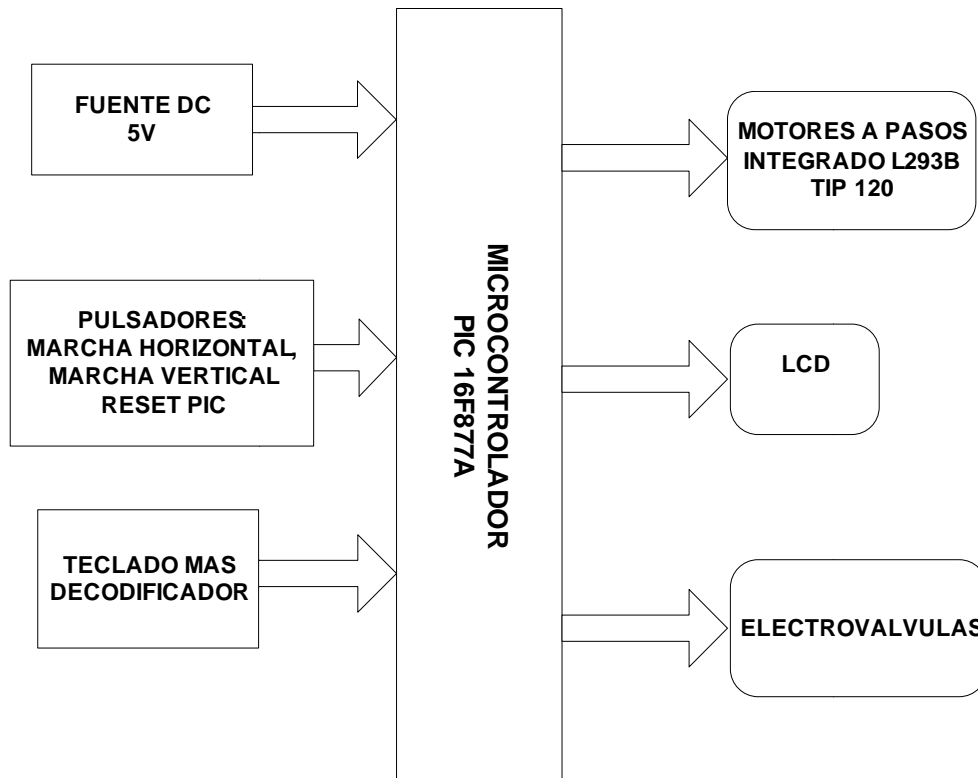 FUENTE DC
5V
PULSADORES:
MARCHA HORIZONTAL,
MARCHA VERTICAL
RESET PIC
TECLADO MAS
DECODIFICADOR
MICROCONTROLADOR
PIC 16F877A
MOTORES A PASOS
INTEGRADO L293B
TIP 120
LCD
ELECTROVALVULAS